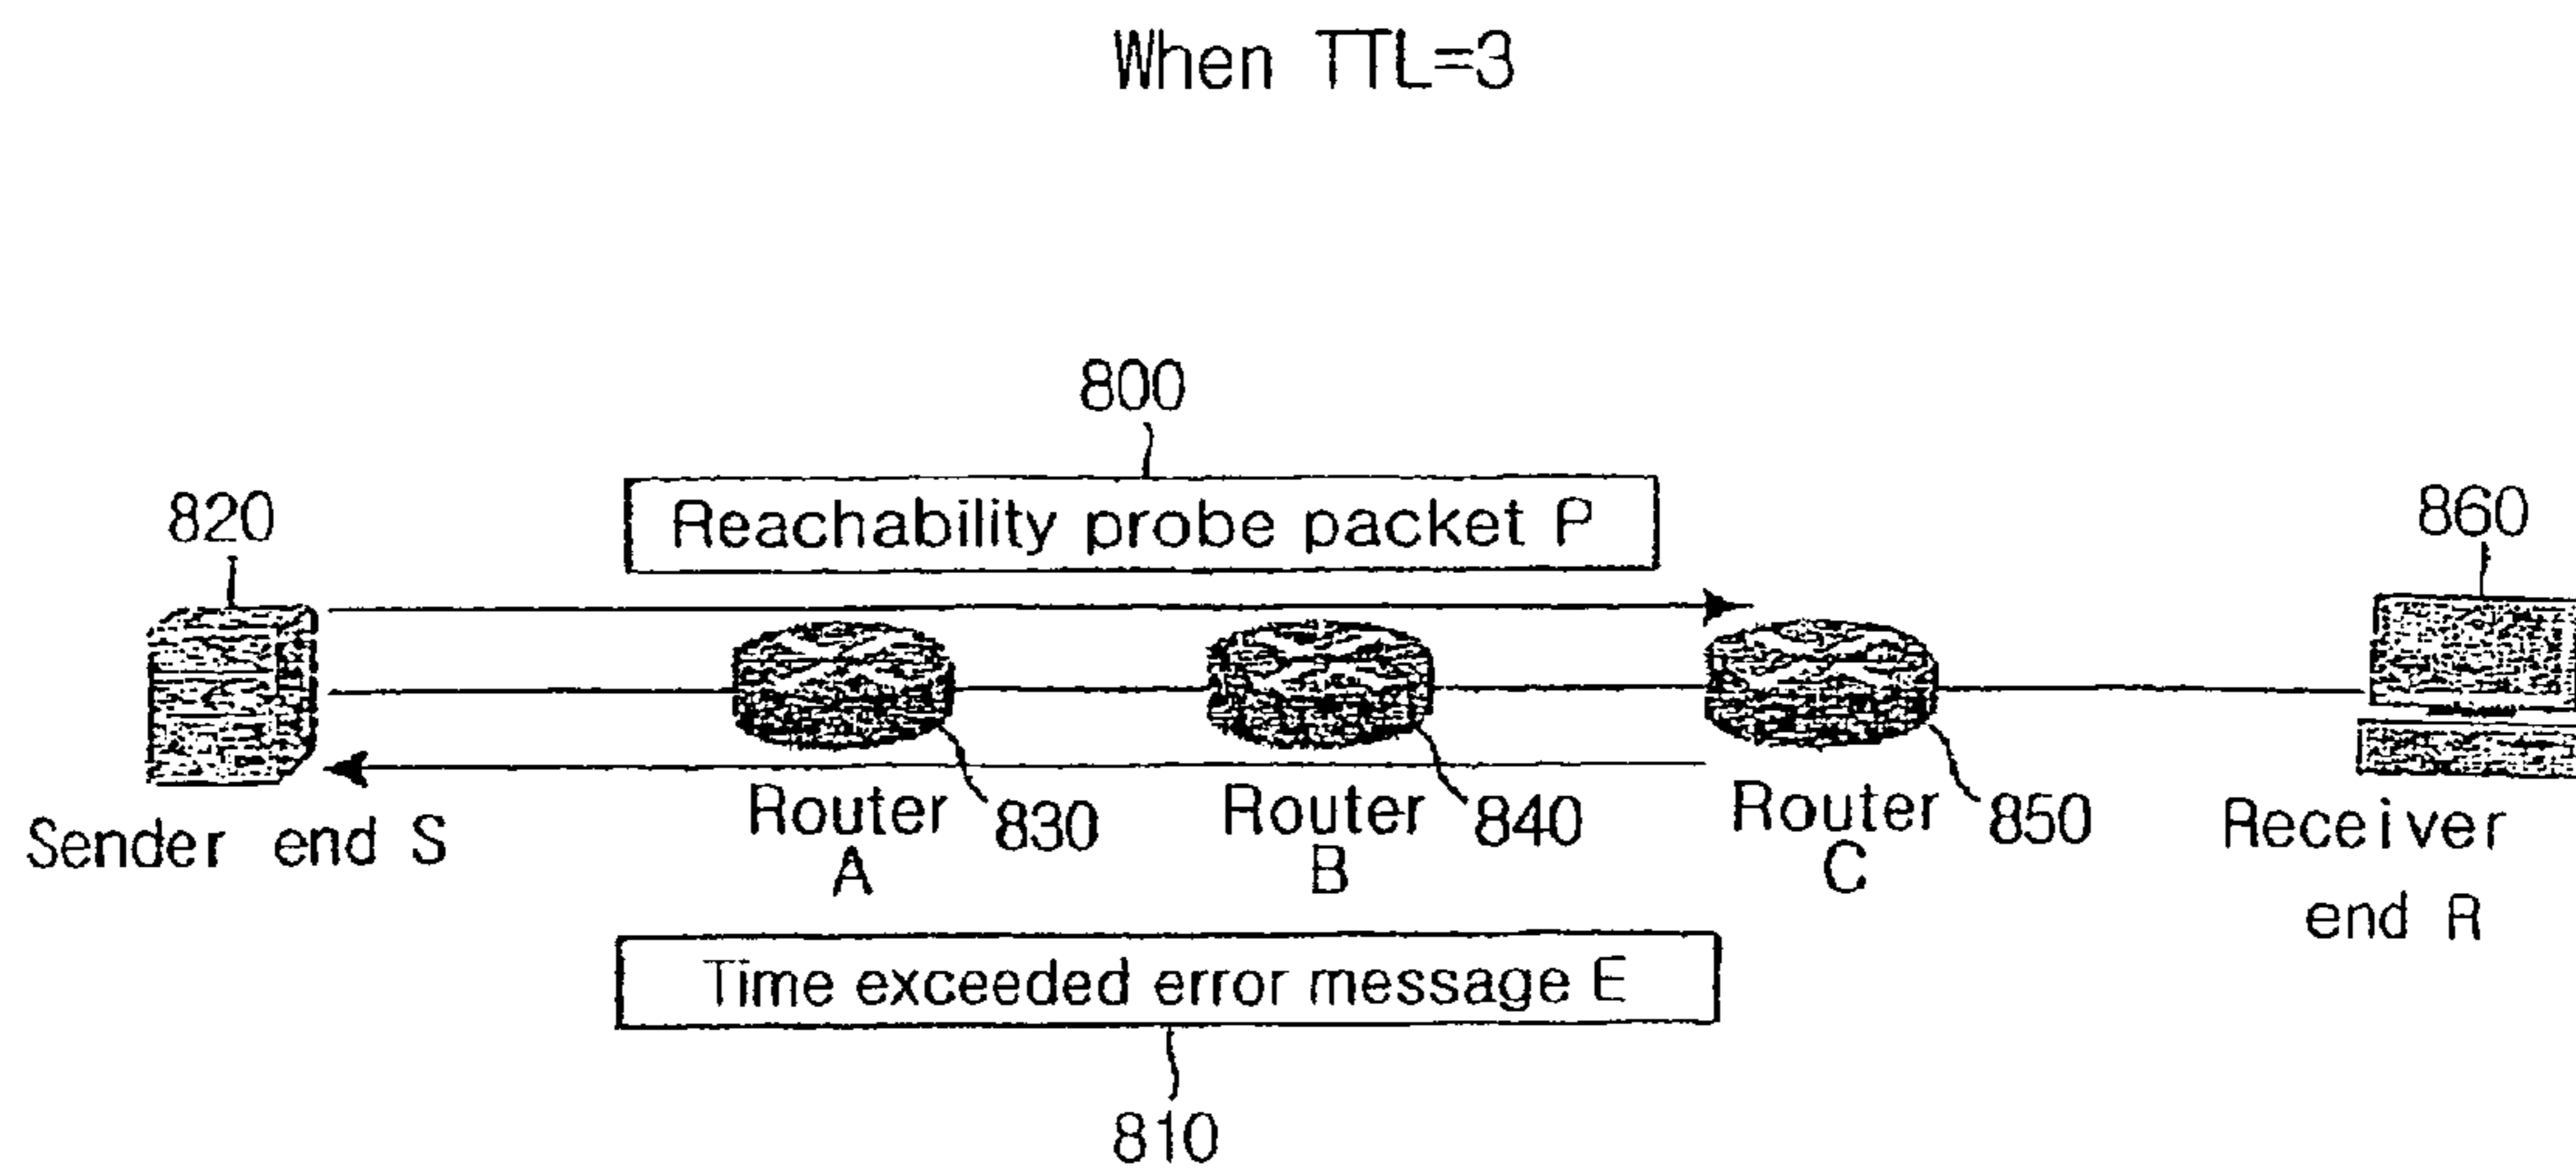 When TTL=3
800
Reachability probe packet P
820
860
Sender end S
Router
A
830
Router
B
840
Router
C
850
Receiver
end R
Time exceeded error message E
810